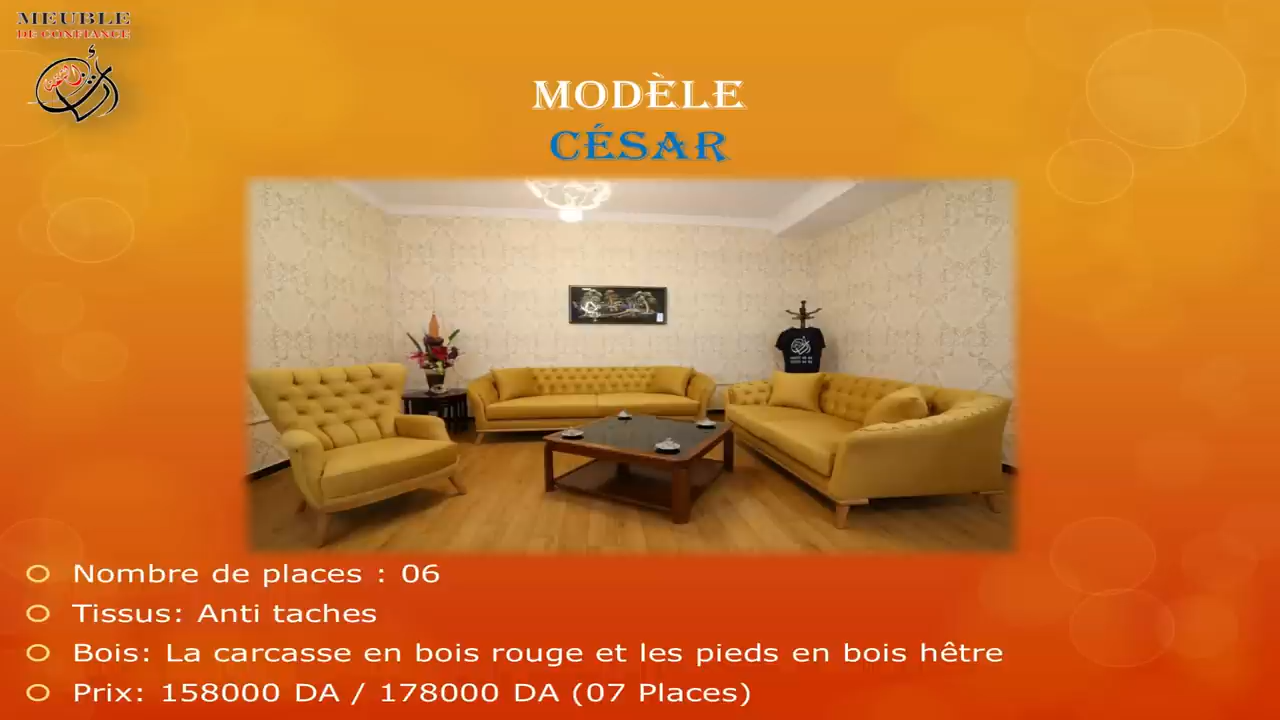 MEUBLE
DE CONFIANCE
MODÈLE
CÉSAR
Nombre de places : 06
Tissus: Anti taches
Bois: La carcasse en bois rouge et les pieds en bois hêtre
Prix: 158000 DA / 178000 DA (07 Places)